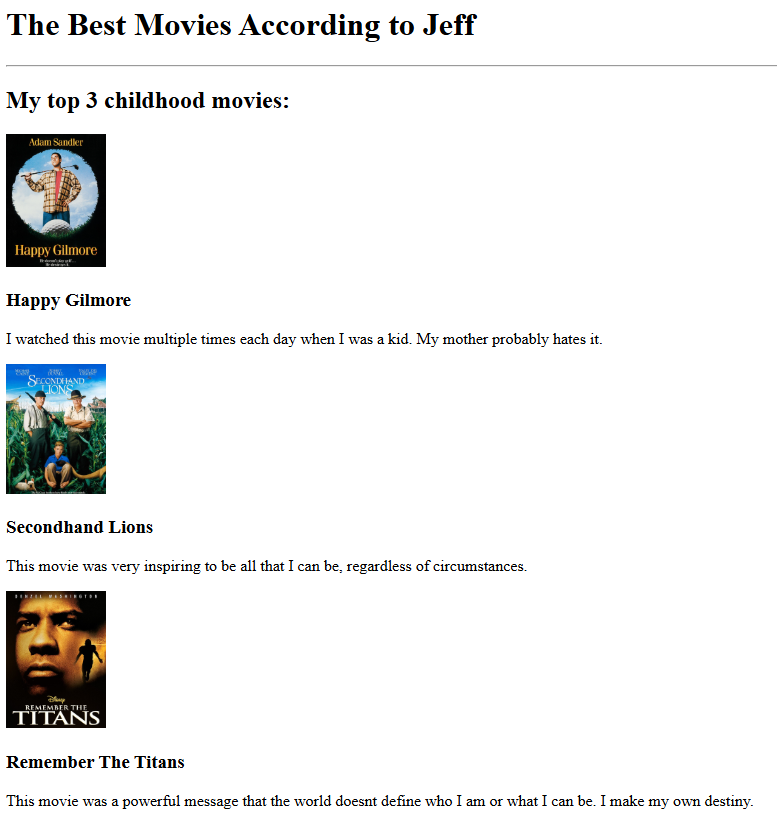 The Best Movies According to Jeff
My top 3 childhood movies:
Adam Sandler
Happy Gilmore
Happy Gilmore
I watched this movie multiple times each day when I was a kid. My mother probably hates it.
SECONDHAND
LIONS
Secondhand Lions
This movie was very inspiring to be all that I can be, regardless of circumstances.
DENZEL WASHINGTON
Disney
REMEMBER THE
TITANS
Remember The Titans
This movie was a powerful message that the world doesnt define who I am or what I can be. I make my own destiny.